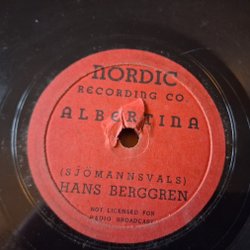 NORDIC
RECORDING CO
ALBERTINA
(SJÖMANNSVALS)
HANS BERGGREN
NOT LICENSED FOR
RADIO BROADCAST